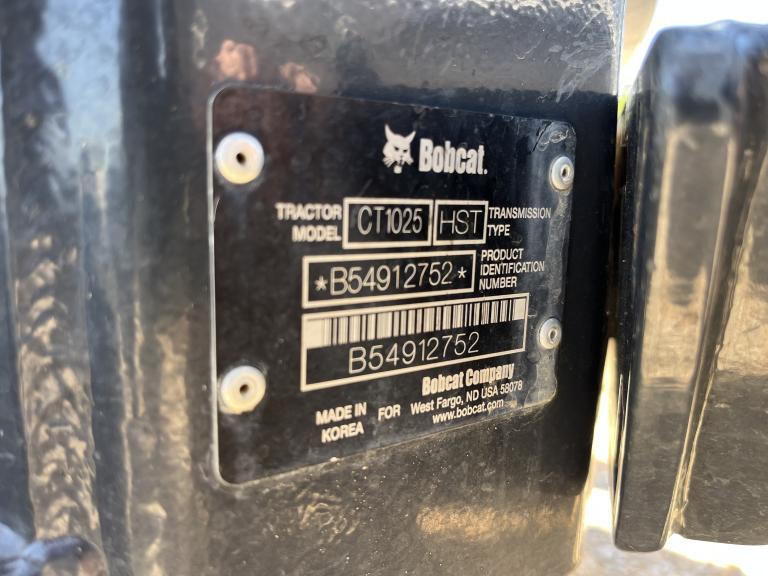 Bobcat.
TRACTOR MODEL CT1025 HST TRANSMISSION TYPE
*B54912752* PRODUCT IDENTIFICATION NUMBER
B54912752
MADE IN KOREA FOR Bobcat Company
West Fargo, ND USA 58078
www.bobcat.com